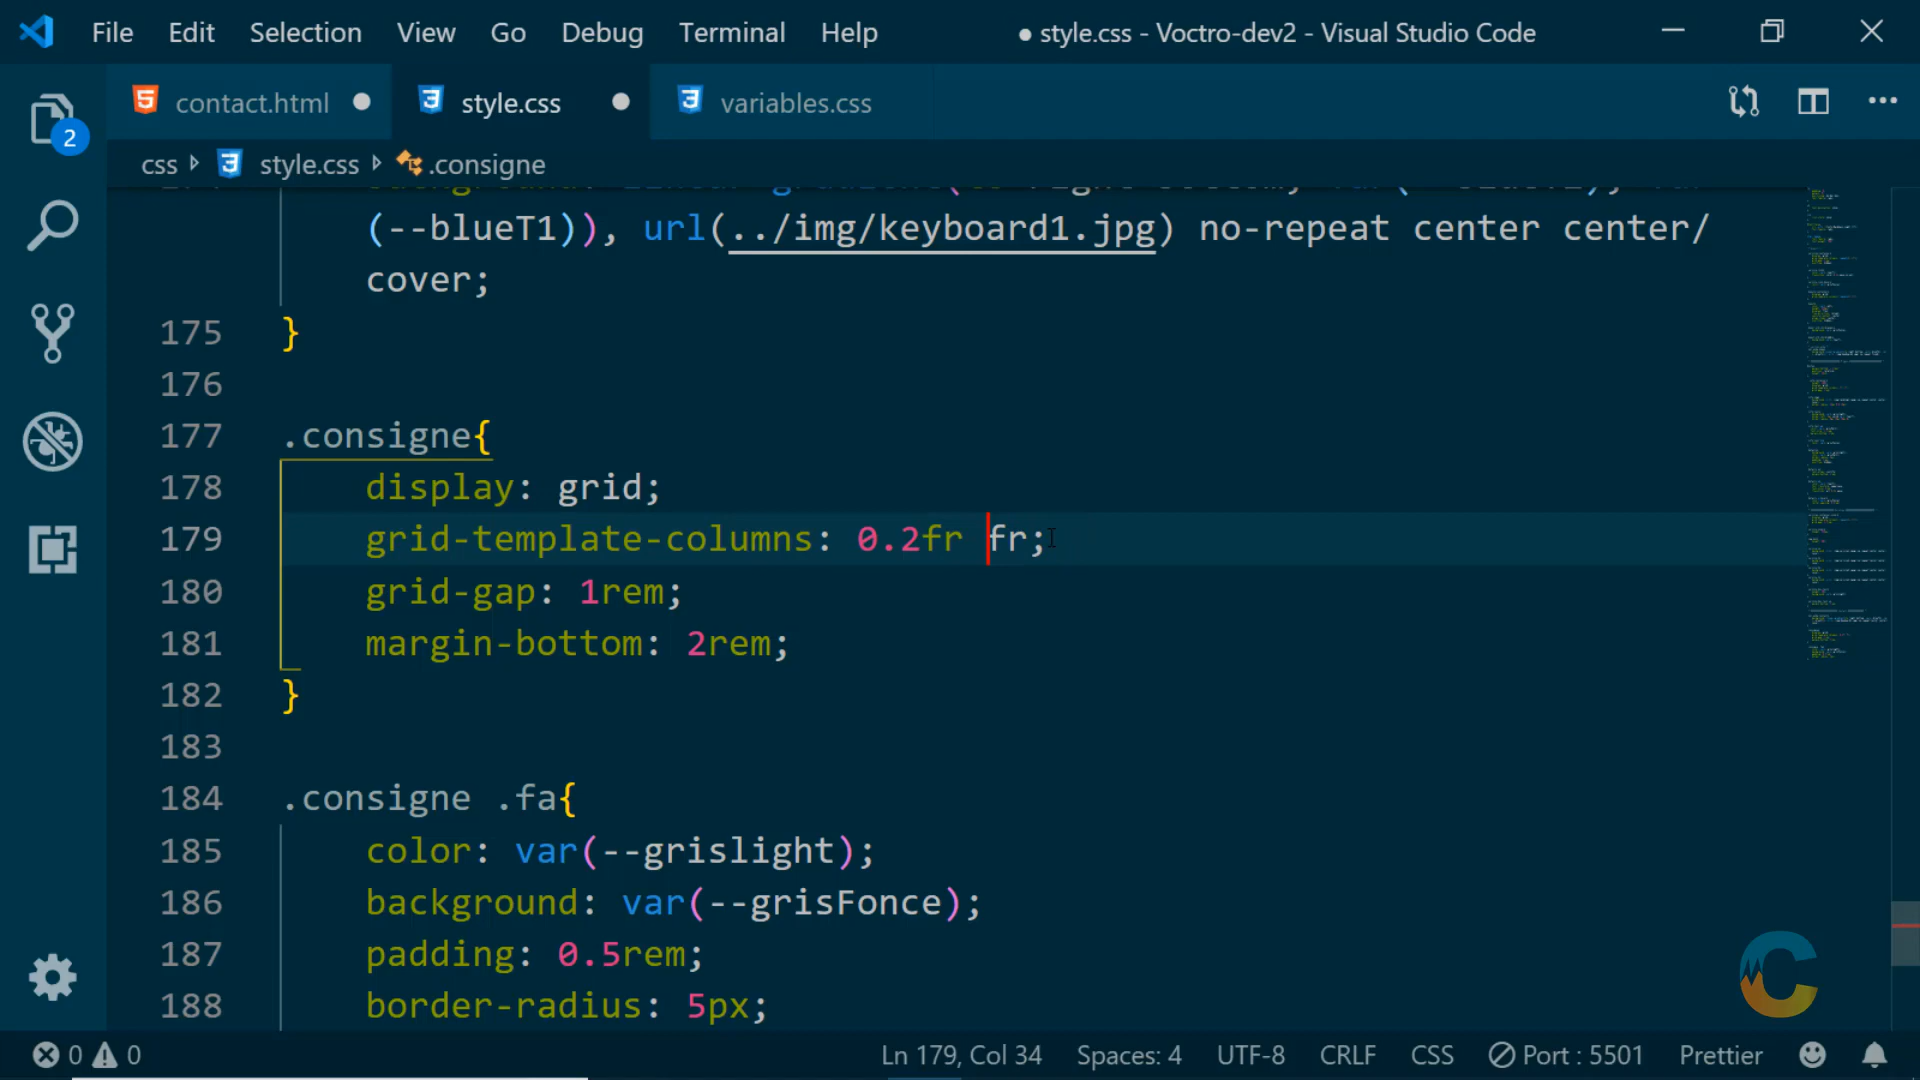 File Edit Selection View Go Debug Terminal Help ● style.css - Voctro-dev2 - Visual Studio Code
contact.html style.css variables.css
2
css style.css .consigne
(--blueT1)), url(../img/keyboard1.jpg) no-repeat center center/
cover;
175 }
176
177 .consigne{
178 display: grid;
179 grid-template-columns: 0.2fr fr;
180 grid-gap: 1rem;
181 margin-bottom: 2rem;
182 }
183
184 .consigne .fa{
185 color: var(--grislight);
186 background: var(--grisFonce);
187 padding: 0.5rem;
188 border-radius: 5px;
0 0 Ln 179, Col 34 Spaces: 4 UTF-8 CRLF CSS Port : 5501 Prettier